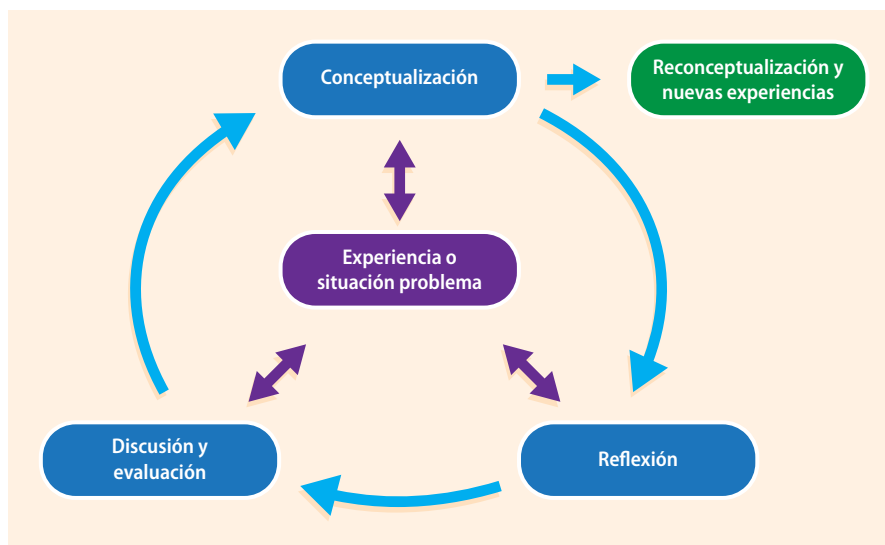 Conceptualización
Reconceptualización y
nuevas experiencias
Experiencia o
situación problema
Discusión y
evaluación
Reflexión